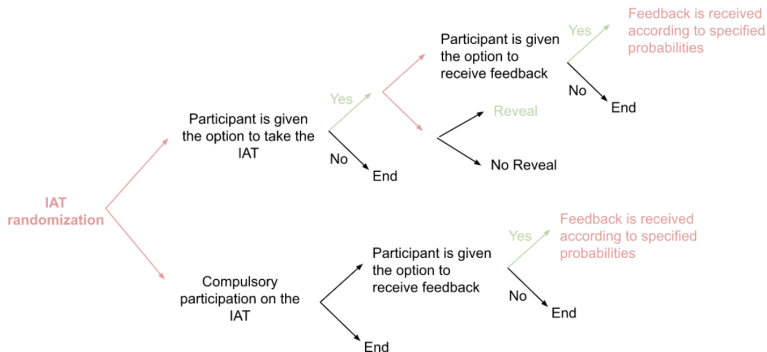 Feedback is received
according to specified
probabilities
Yes
Participant is given
the option to
receive feedback
No
End
Yes
Reveal
Participant is given
the option to take the
IAT
No
End
No Reveal
IAT
randomization
Feedback is received
according to specified
probabilities
Yes
Participant is given
the option to
receive feedback
No
End
Compulsory
participation on the
IAT
End